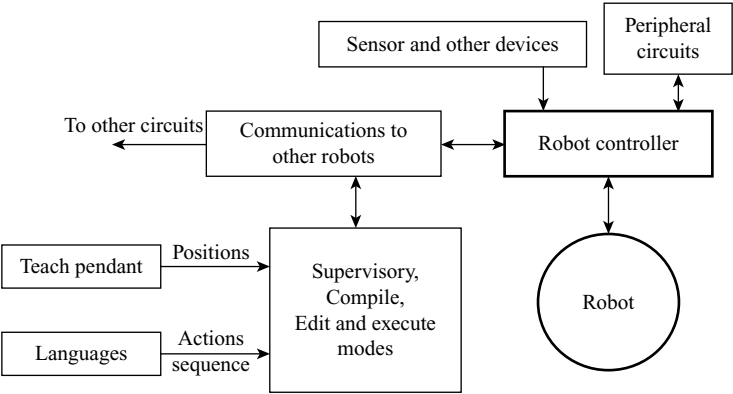 Sensor and other devices
Peripheral
circuits
To other circuits
Communications to
other robots
Robot controller
Teach pendant
Positions
Supervisory,
Compile,
Edit and execute
modes
Robot
Languages
Actions
sequence